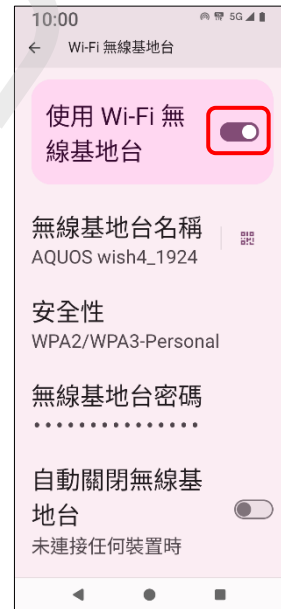 10:00
5G
Wi-Fi 無線基地台
使用 Wi-Fi 無
線基地台
無線基地台名稱
AQUOS wish4_1924
安全性
WPA2/WPA3-Personal
無線基地台密碼
•••••••••••••••
自動關閉無線基
地台
未連接任何裝置時